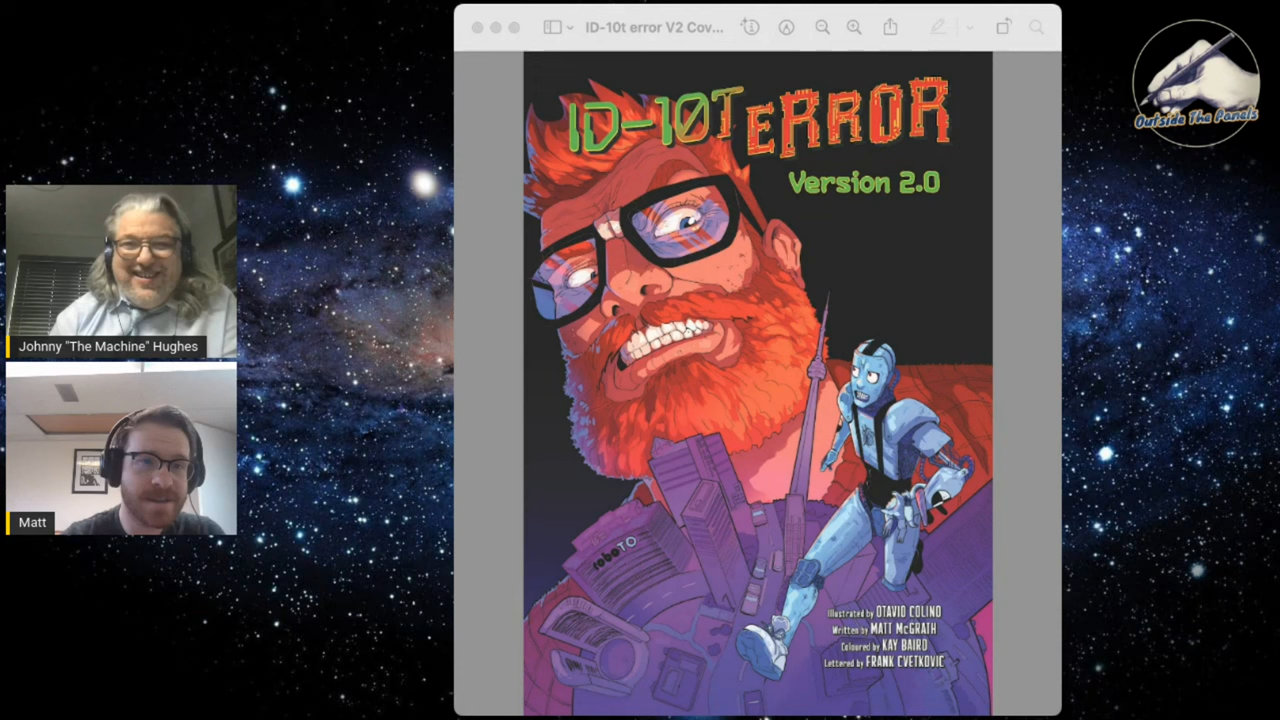 ID-10t error V2 Cov...
Outside The Panels
ID-10T ERROR
Version 2.0
Johnny "The Machine" Hughes
Matt
roboTO
Illustrated by OTAVIO COLINO
Written by MATT McGRATH
Coloured by KAY BAIRD
Lettered by FRANK CVETKOVIC